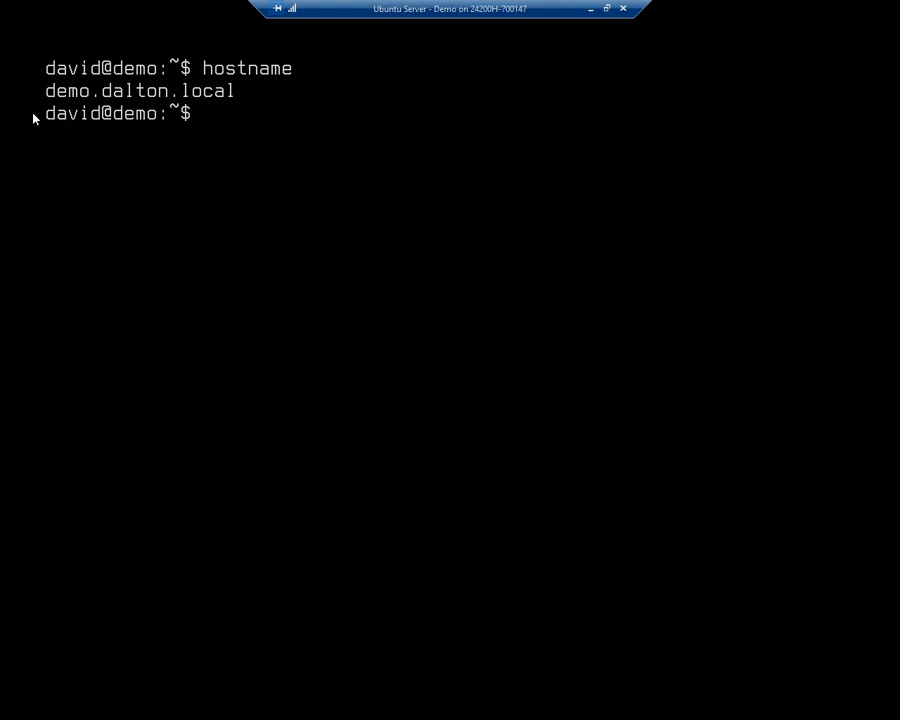 Ubuntu Server - Demo on 24200H-700147
david@demo:~$ hostname
demo.dalton.local
david@demo:~$